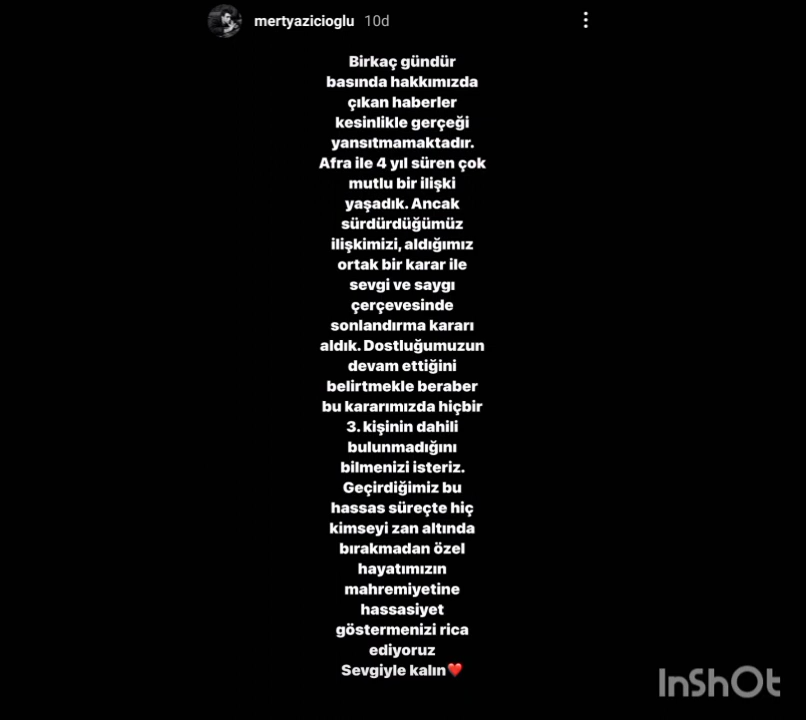 mertyazicioglu 10d
Birkaç gündür
basında hakkımızda
çıkan haberler
kesinlikle gerçeği
yansıtmamaktadır.
Afra ile 4 yıl süren çok
mutlu bir ilişki
yaşadık. Ancak
sürdürdüğümüz
ilişkimizi, aldığımız
ortak bir karar ile
sevgi ve saygı
çerçevesinde
sonlandırma kararı
aldık. Dostluğumuzun
devam ettiğini
belirtmekle beraber
bu kararımızda hiçbir
3. kişinin dahili
bulunmadığını
bilmenizi isteriz.
Geçirdiğimiz bu
hassas süreçte hiç
kimseyi zan altında
bırakmadan özel
hayatımızın
mahremiyetine
hassasiyet
göstermenizi rica
ediyoruz
Sevgiyle kalın❤️
InShOt